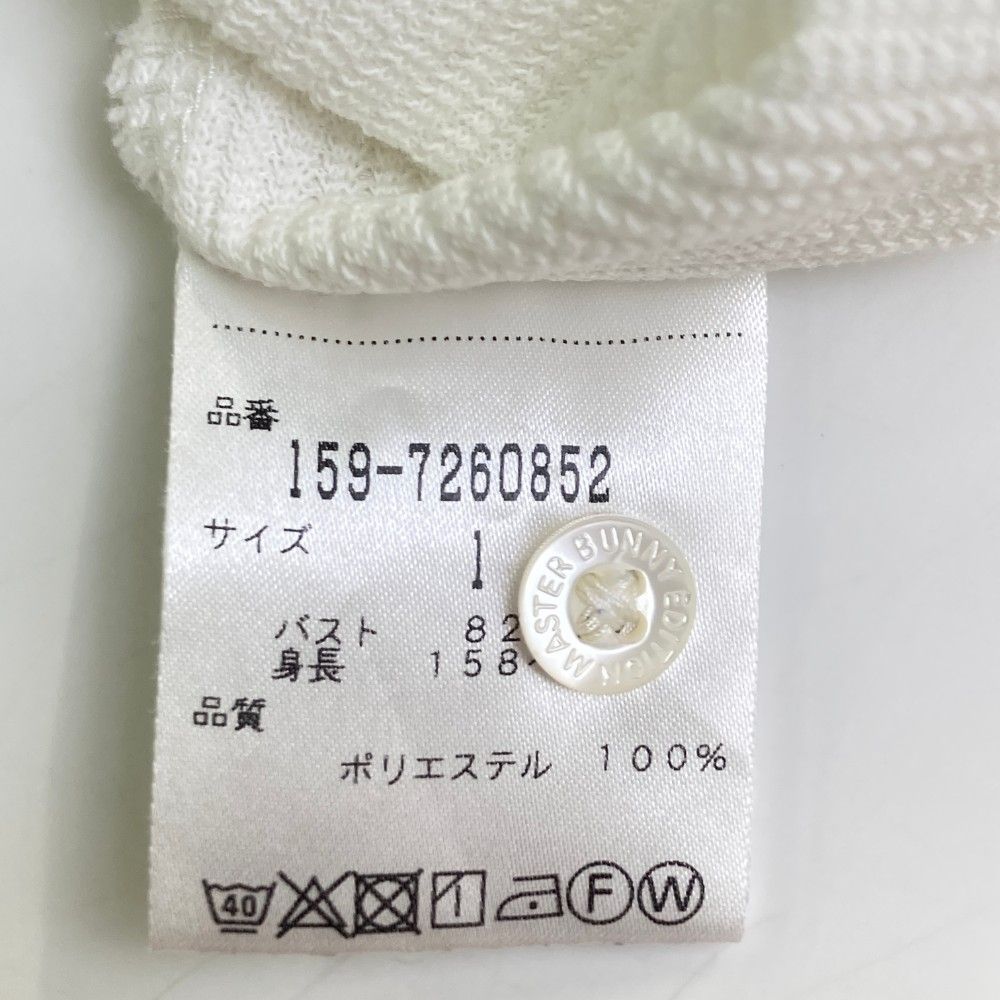 品番
159-7260852
サイズ 1
バスト 82
身長 158
品質
ポリエステル 100%
40 F W
MASTER BUNNY EDITION